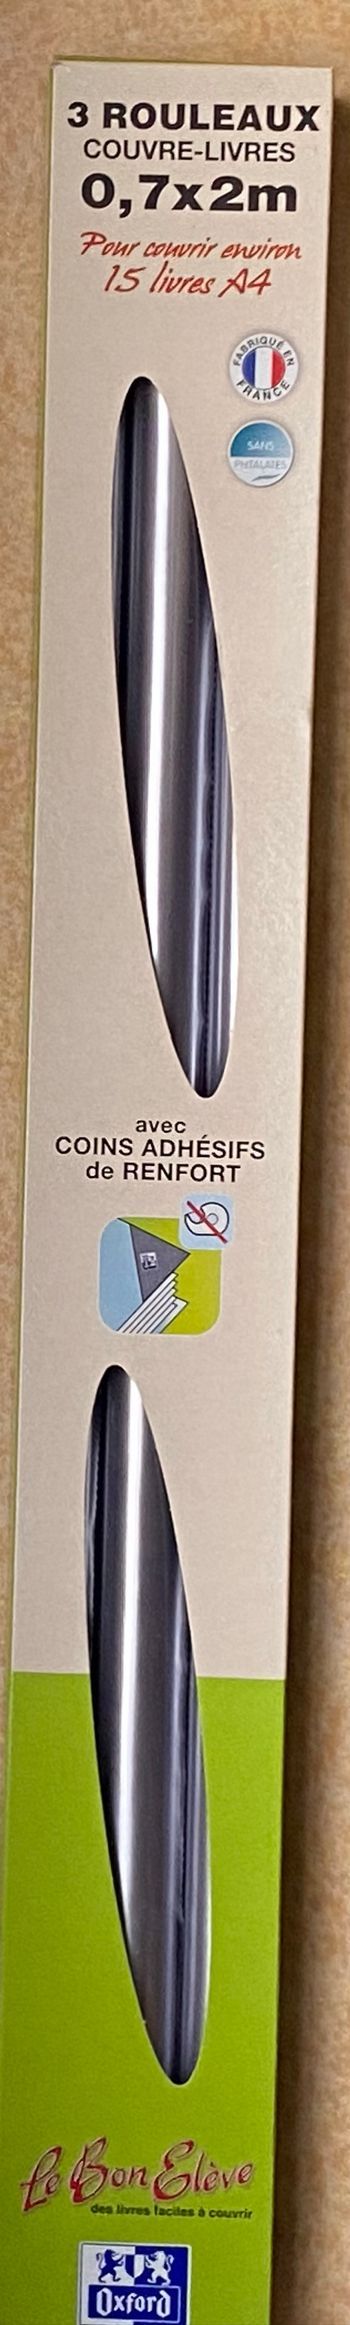 3 ROULEAUX
COUVRE-LIVRES
0,7x2m
Pour couvrir environ
15 livres A4
FABRIQUÉ EN
FRANCE
SANS
PHTALATES
avec
COINS ADHÉSIFS
de RENFORT
Le Bon Elève
des livres faciles à couvrir
Oxford